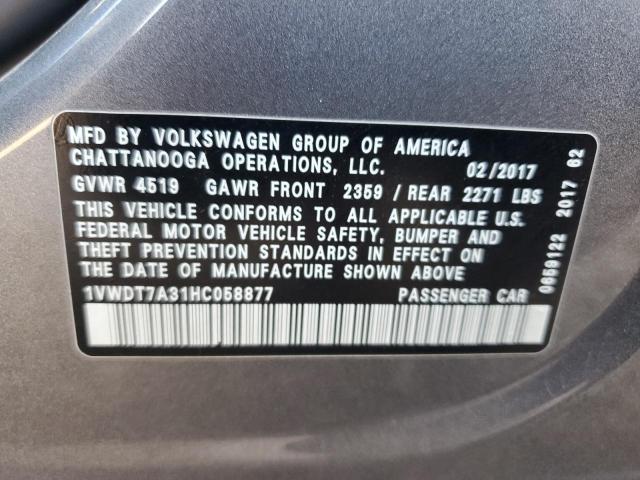 MFD BY VOLKSWAGEN GROUP OF AMERICA
CHATTANOOGA OPERATIONS, LLC. 02/2017
GVWR 4519 GAWR FRONT 2359 / REAR 2271 LBS
THIS VEHICLE CONFORMS TO ALL APPLICABLE U.S.
FEDERAL MOTOR VEHICLE SAFETY, BUMPER AND
THEFT PREVENTION STANDARDS IN EFFECT ON
THE DATE OF MANUFACTURE SHOWN ABOVE
1VWDT7A31HC058877 PASSENGER CAR
0659122 2017 62